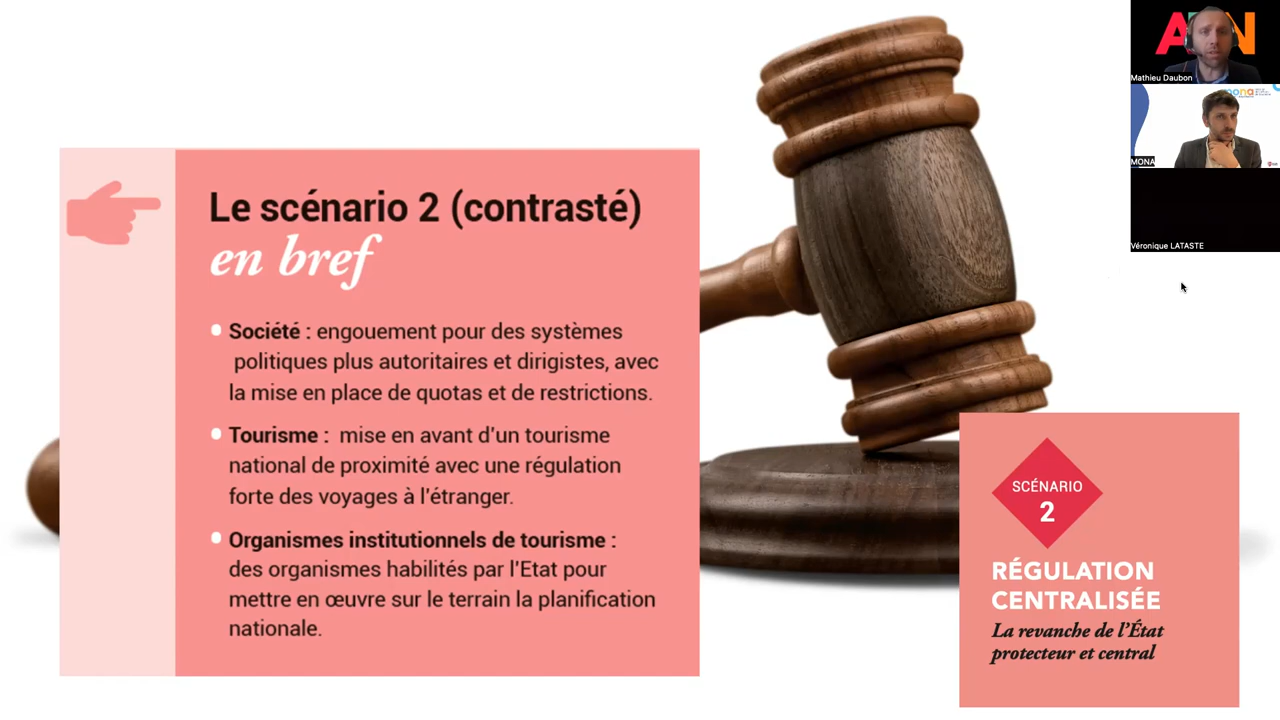 Le scénario 2 (contrasté)
en bref
Société : engouement pour des systèmes
politiques plus autoritaires et dirigistes, avec
la mise en place de quotas et de restrictions.
Tourisme : mise en avant d'un tourisme
national de proximité avec une régulation
forte des voyages à l'étranger.
Organismes institutionnels de tourisme :
des organismes habilités par l'Etat pour
mettre en œuvre sur le terrain la planification
nationale.
SCÉNARIO
2
RÉGULATION
CENTRALISÉE
La revanche de l'État
protecteur et central
Mathieu Daubon
mona
MONA
Véronique LATASTE